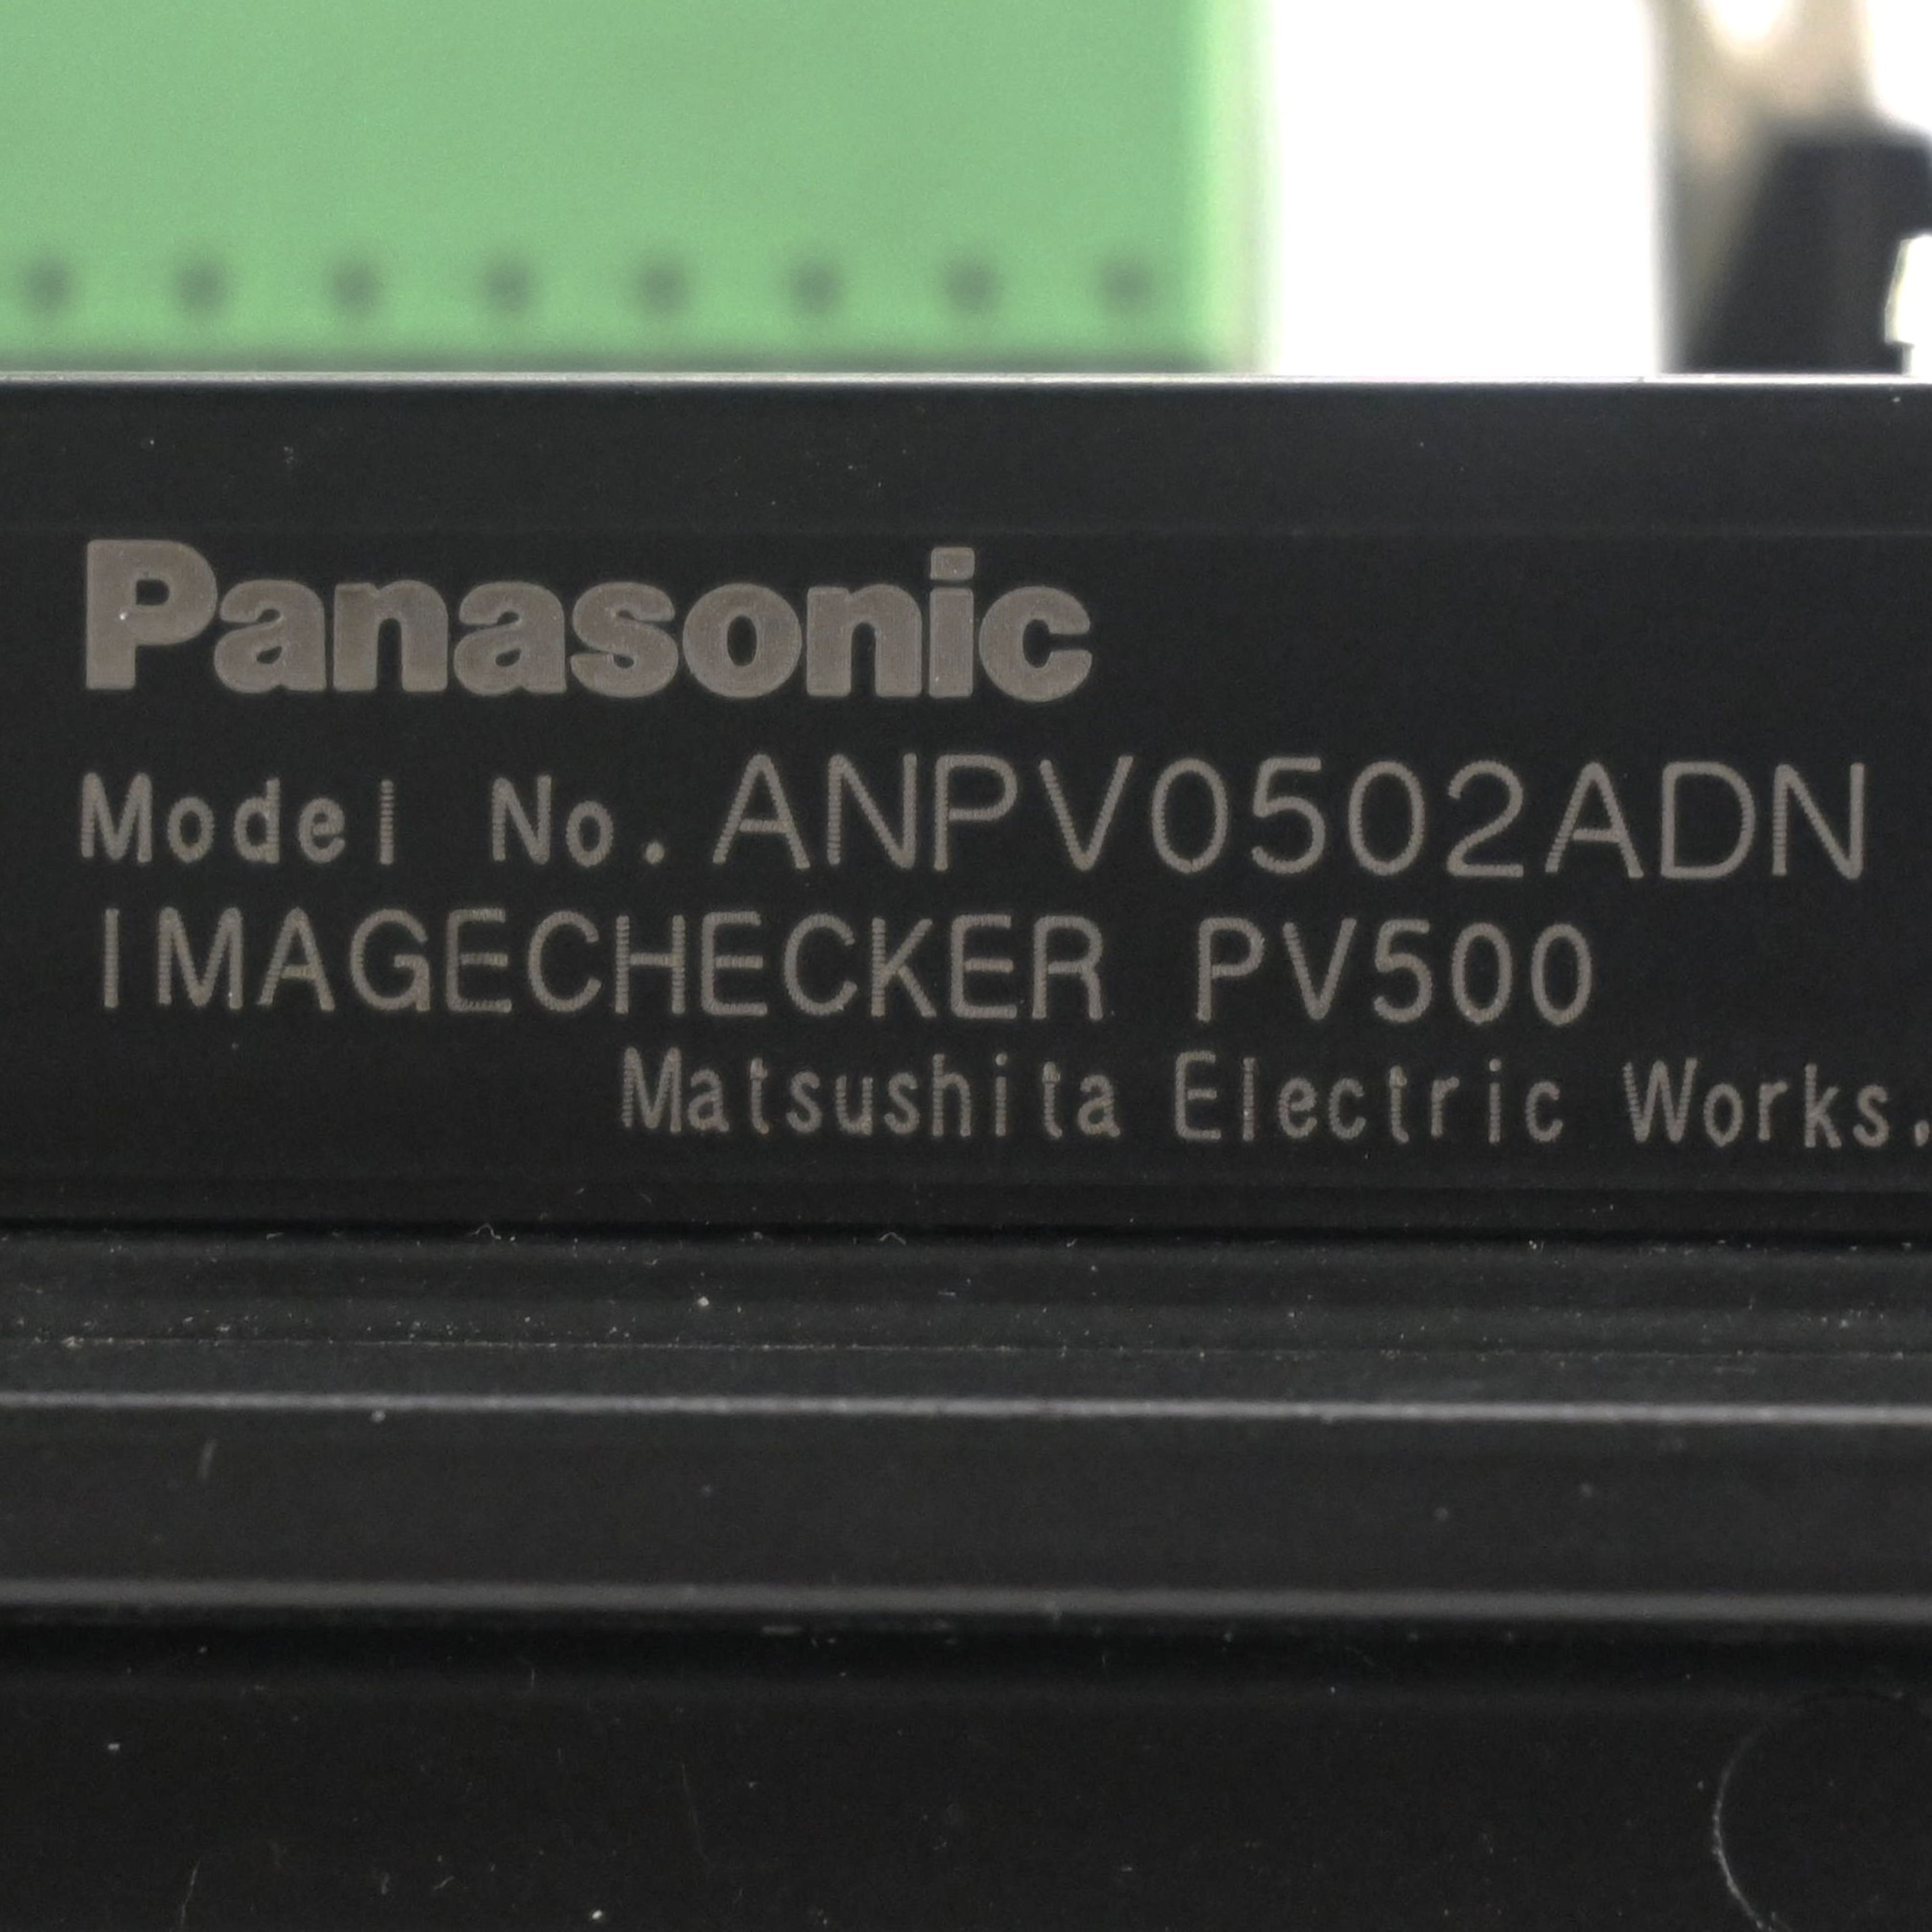 Panasonic
Model No. ANPV0502ADN
IMAGECHECKER PV500
Matsushita Electric Works.